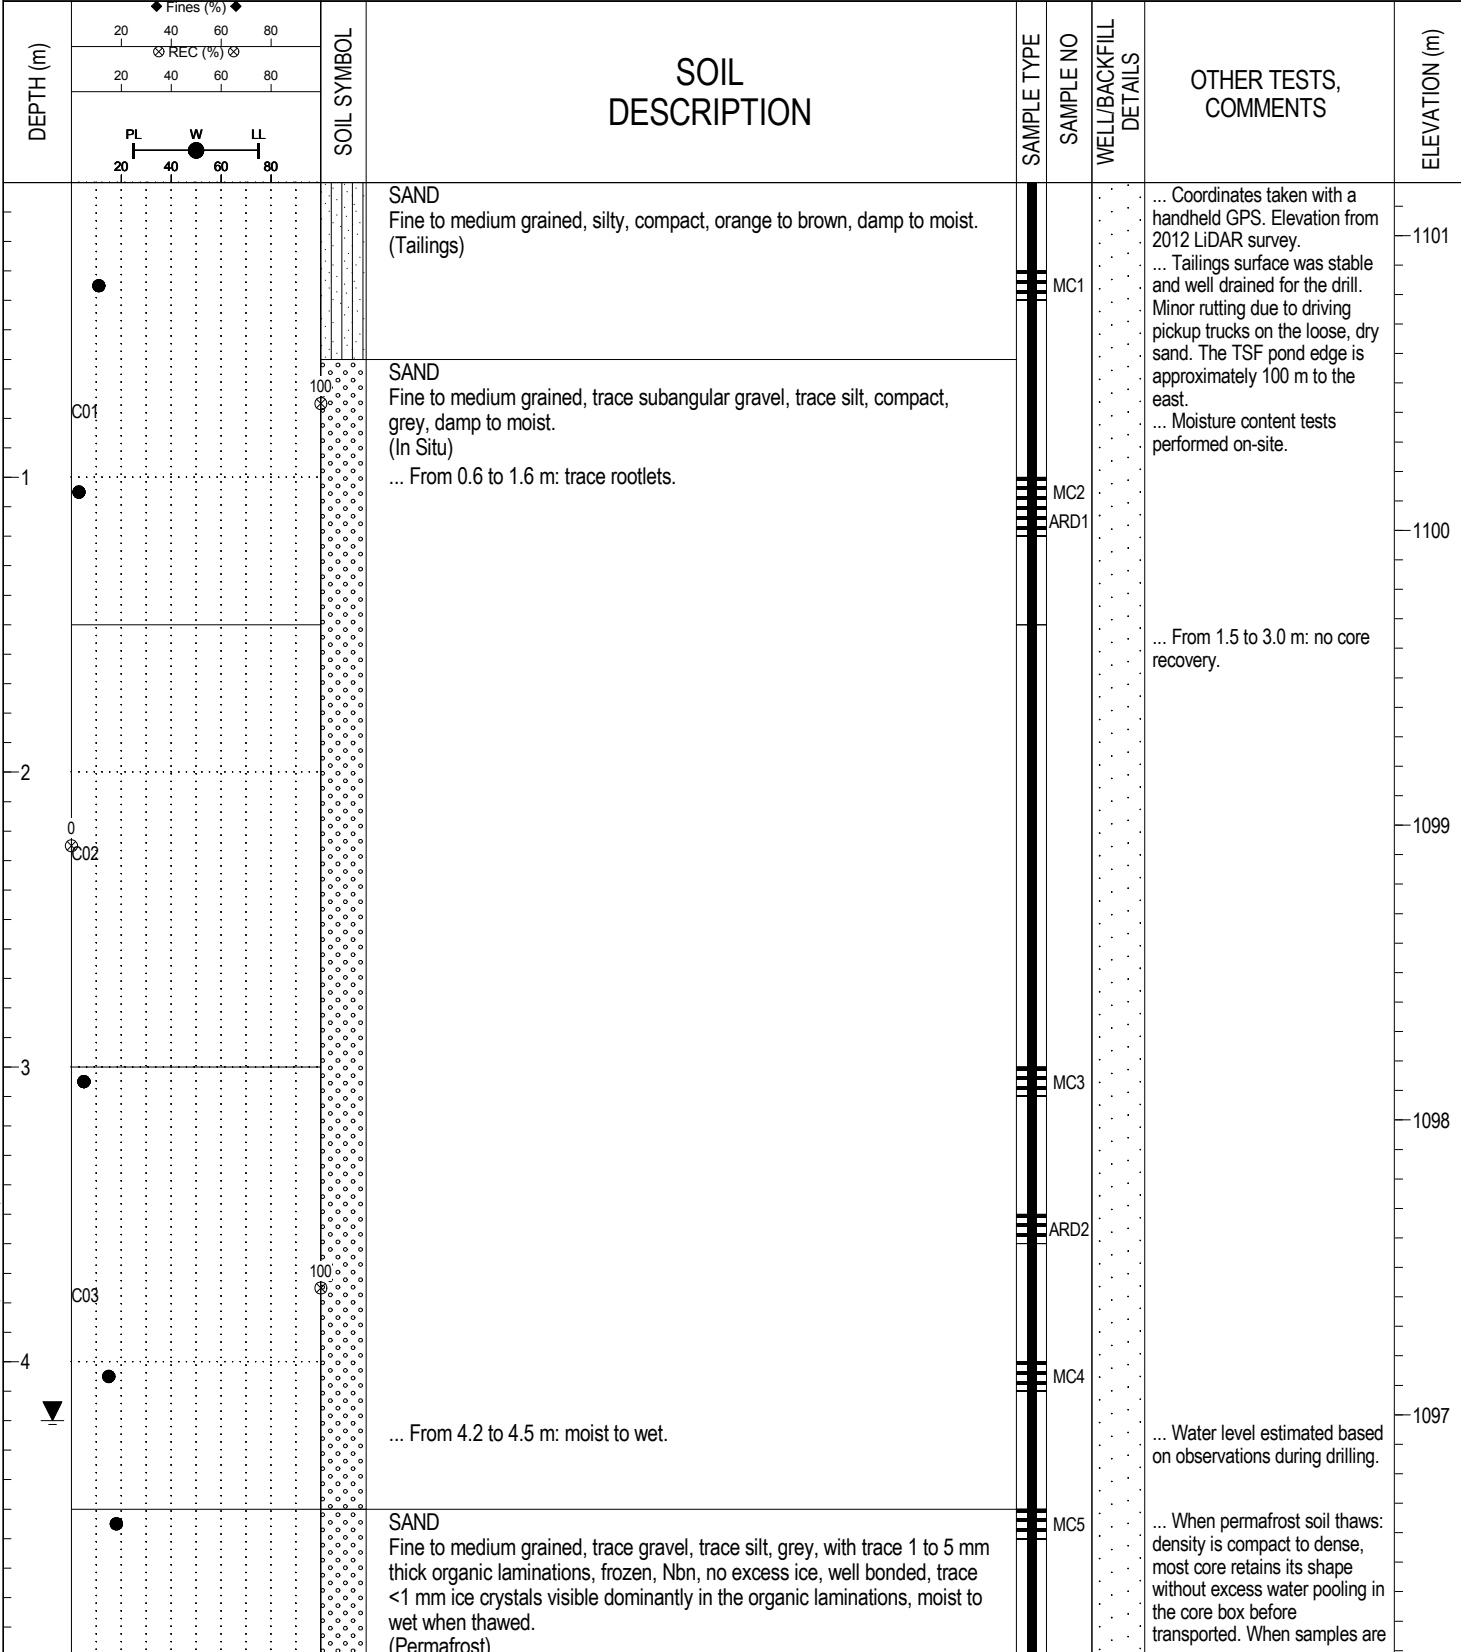 DEPTH (m)
◆ Fines (%) ◆
20 40 60 80
⊗ REC (%) ⊗
20 40 60 80
PL W LL
20 40 60 80
SOIL SYMBOL
SOIL
DESCRIPTION
SAMPLE TYPE
SAMPLE NO
WELL/BACKFILL
DETAILS
OTHER TESTS,
COMMENTS
ELEVATION (m)
SAND
Fine to medium grained, silty, compact, orange to brown, damp to moist.
(Tailings)
MC1
... Coordinates taken with a
handheld GPS. Elevation from
2012 LiDAR survey.
... Tailings surface was stable
and well drained for the drill.
Minor rutting due to driving
pickup trucks on the loose, dry
sand. The TSF pond edge is
approximately 100 m to the
east.
... Moisture content tests
performed on-site.
1101
100
C01
SAND
Fine to medium grained, trace subangular gravel, trace silt, compact,
grey, damp to moist.
(In Situ)
... From 0.6 to 1.6 m: trace rootlets.
1
MC2
ARD1
1100
... From 1.5 to 3.0 m: no core
recovery.
2
0
C02
1099
3
MC3
1098
ARD2
100
C03
4
MC4
1097
... From 4.2 to 4.5 m: moist to wet.
... Water level estimated based
on observations during drilling.
SAND
Fine to medium grained, trace gravel, trace silt, grey, with trace 1 to 5 mm
thick organic laminations, frozen, Nbn, no excess ice, well bonded, trace
<1 mm ice crystals visible dominantly in the organic laminations, moist to
wet when thawed.
(Permafrost)
MC5
... When permafrost soil thaws:
density is compact to dense,
most core retains its shape
without excess water pooling in
the core box before
transported. When samples are